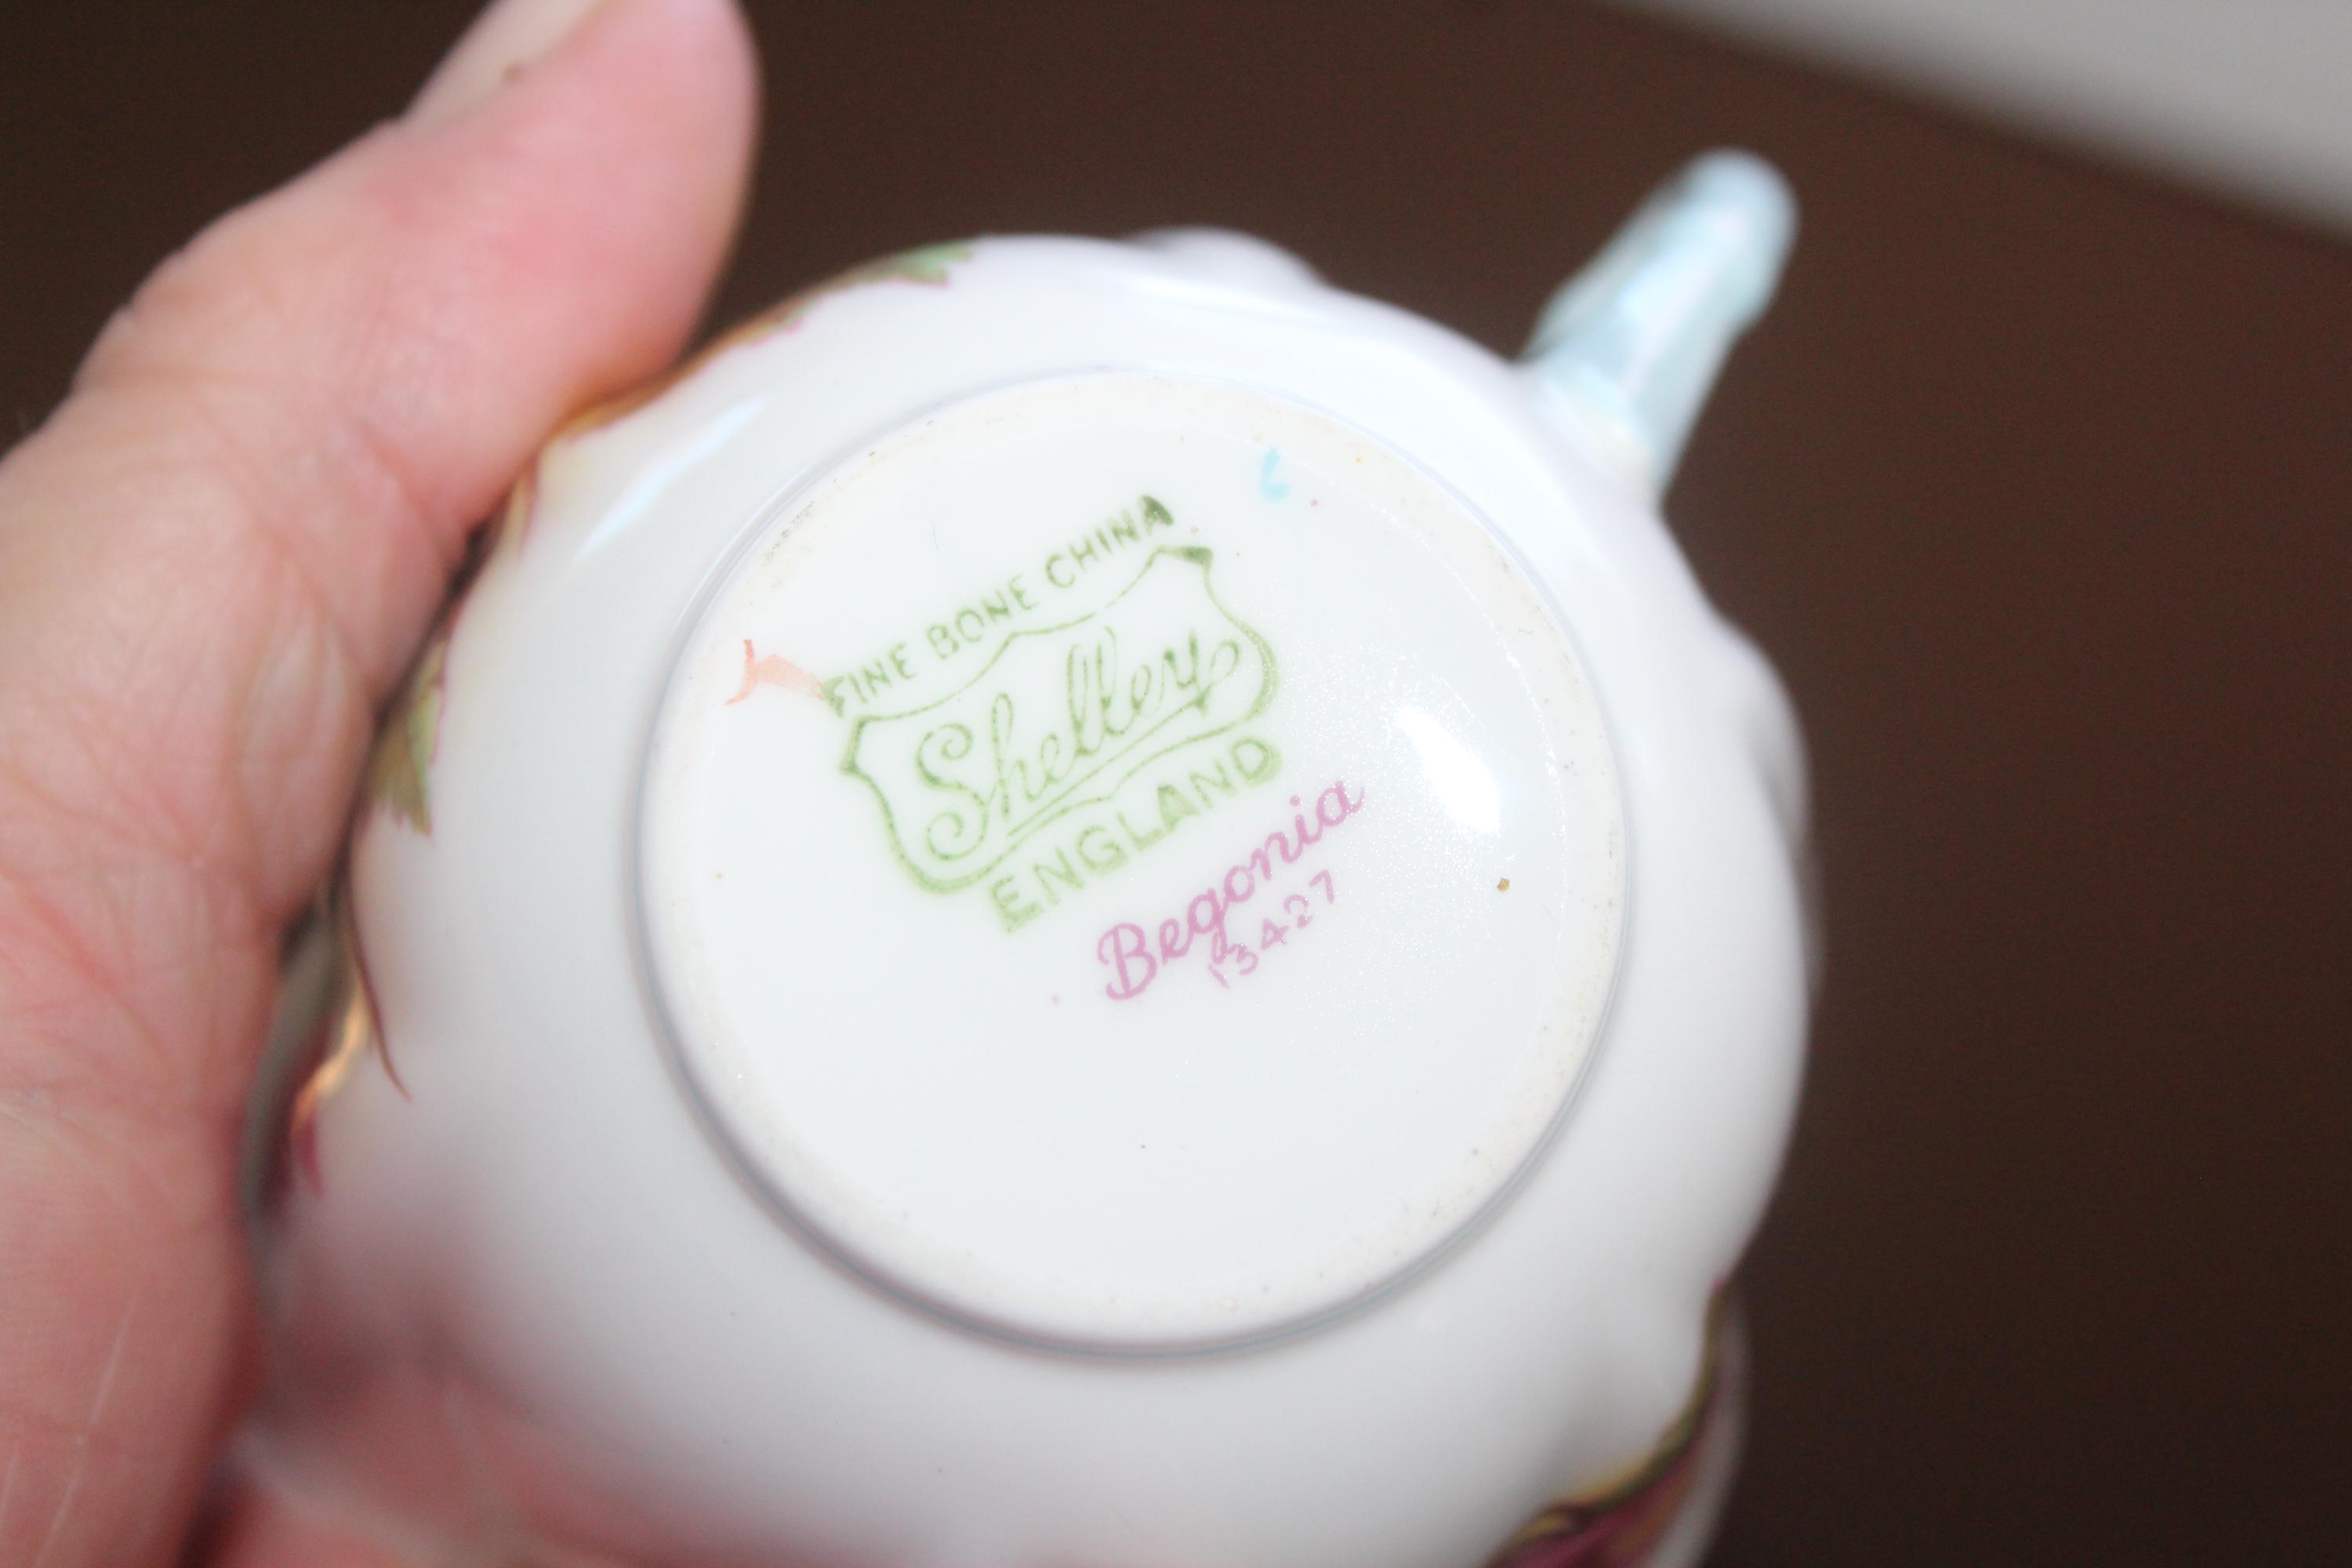 FINE BONE CHINA
Shelley
ENGLAND
Begonia
13427